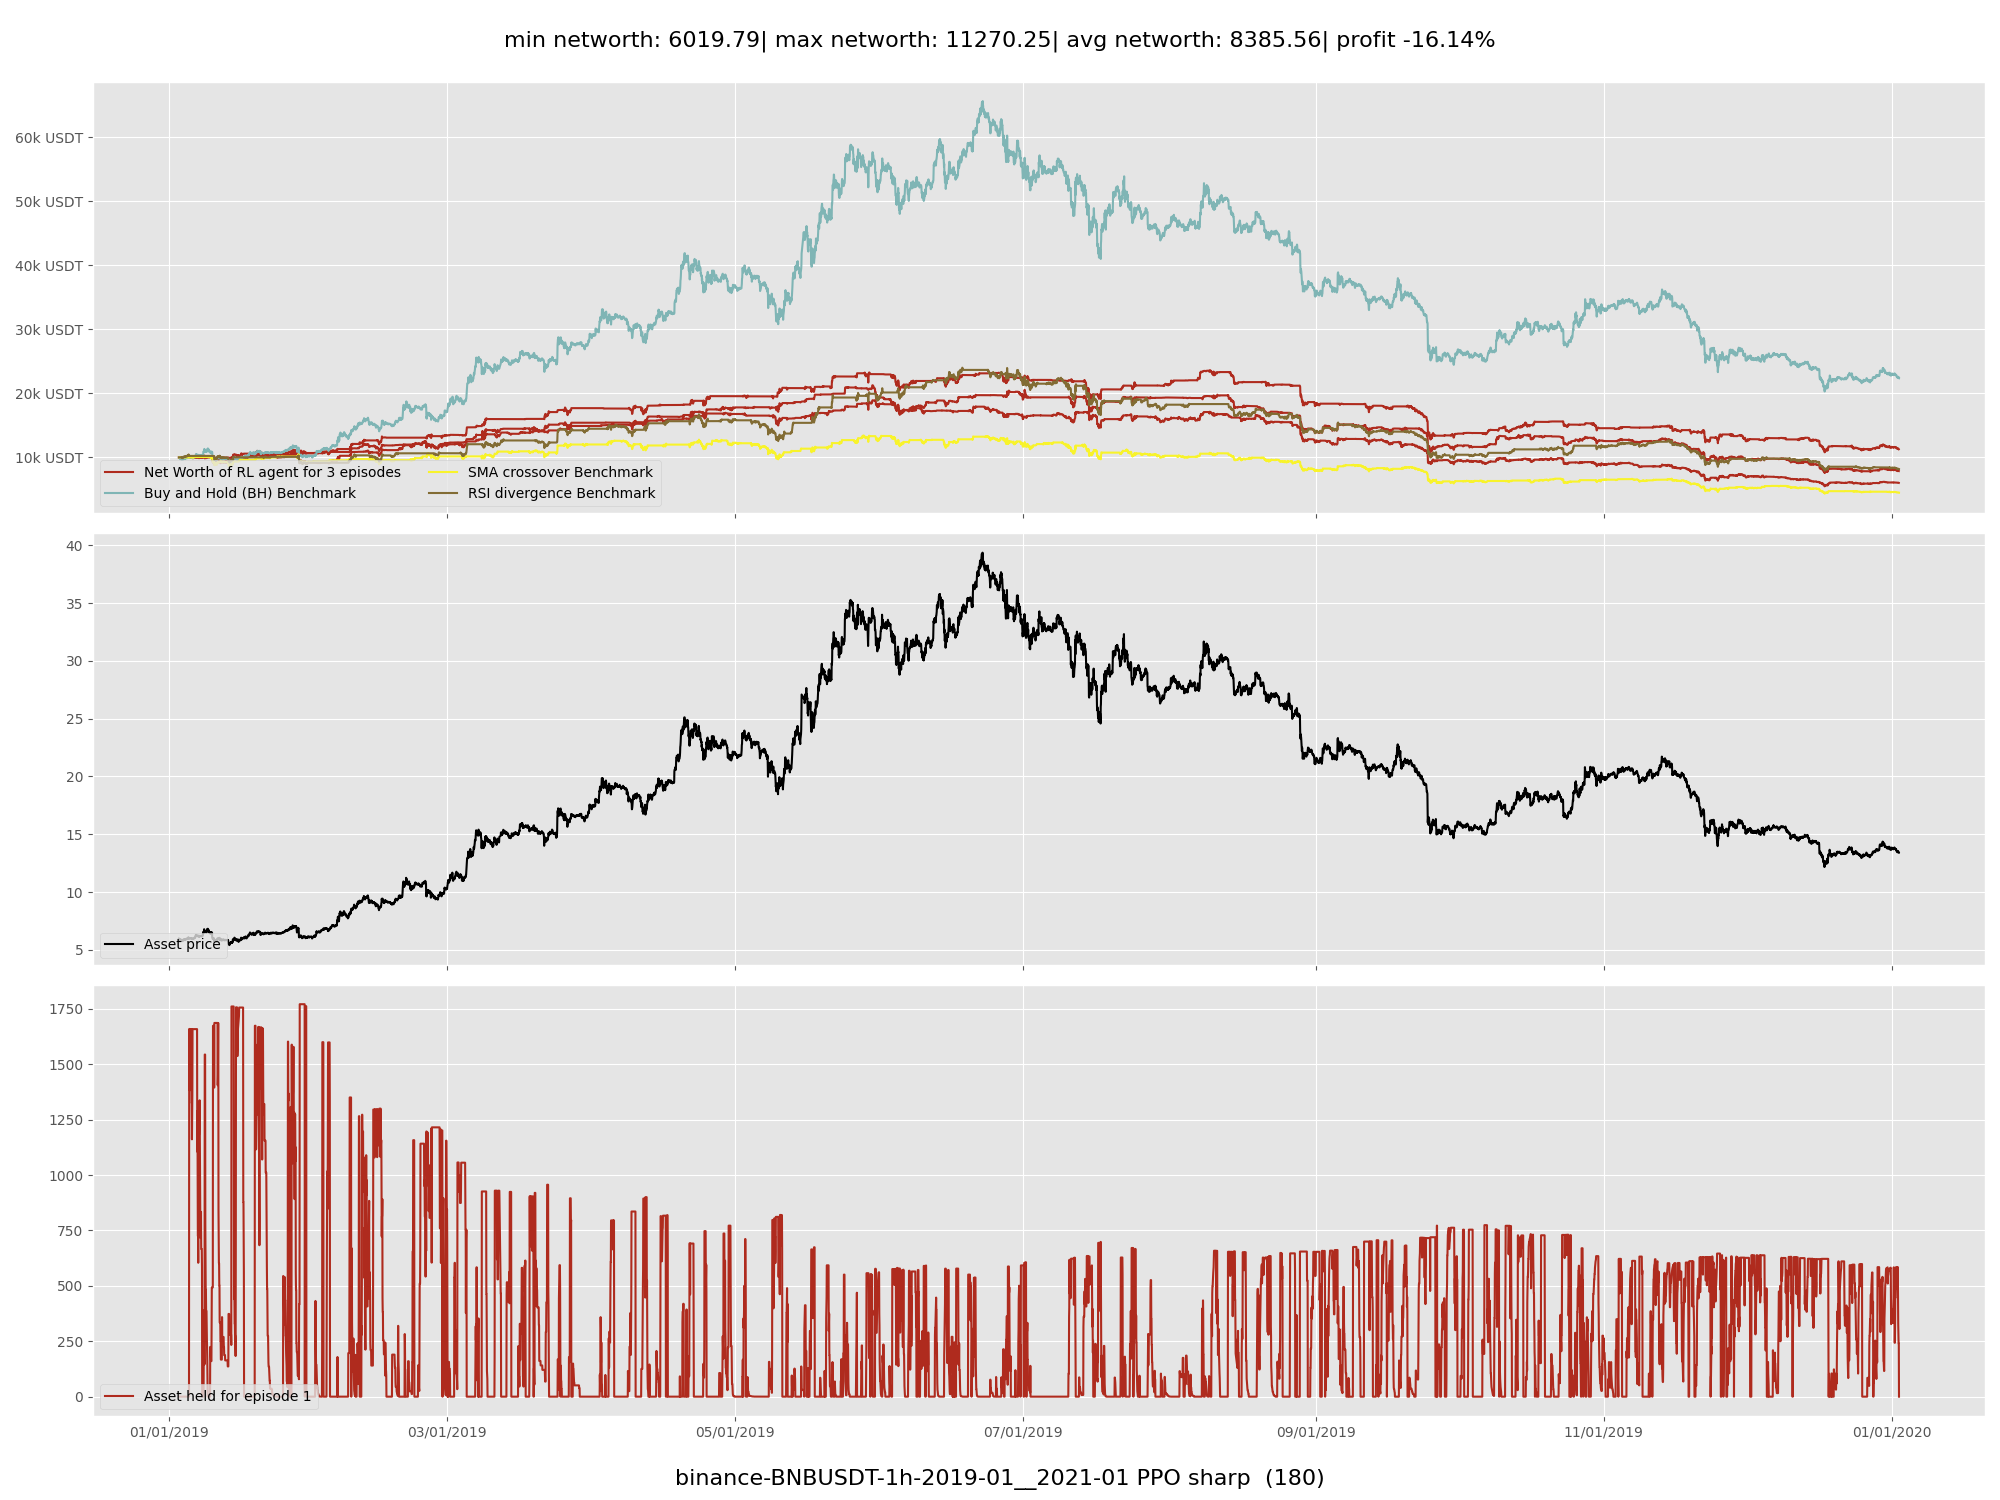 min networth: 6019.79| max networth: 11270.25| avg networth: 8385.56| profit -16.14%
60k USDT
50k USDT
40k USDT
30k USDT
20k USDT
10k USDT
Net Worth of RL agent for 3 episodes
Buy and Hold (BH) Benchmark
SMA crossover Benchmark
RSI divergence Benchmark
40
35
30
25
20
15
10
5
Asset price
1750
1500
1250
1000
750
500
250
0
Asset held for episode 1
01/01/2019
03/01/2019
05/01/2019
07/01/2019
09/01/2019
11/01/2019
01/01/2020
binance-BNBUSDT-1h-2019-01__2021-01 PPO sharp  (180)